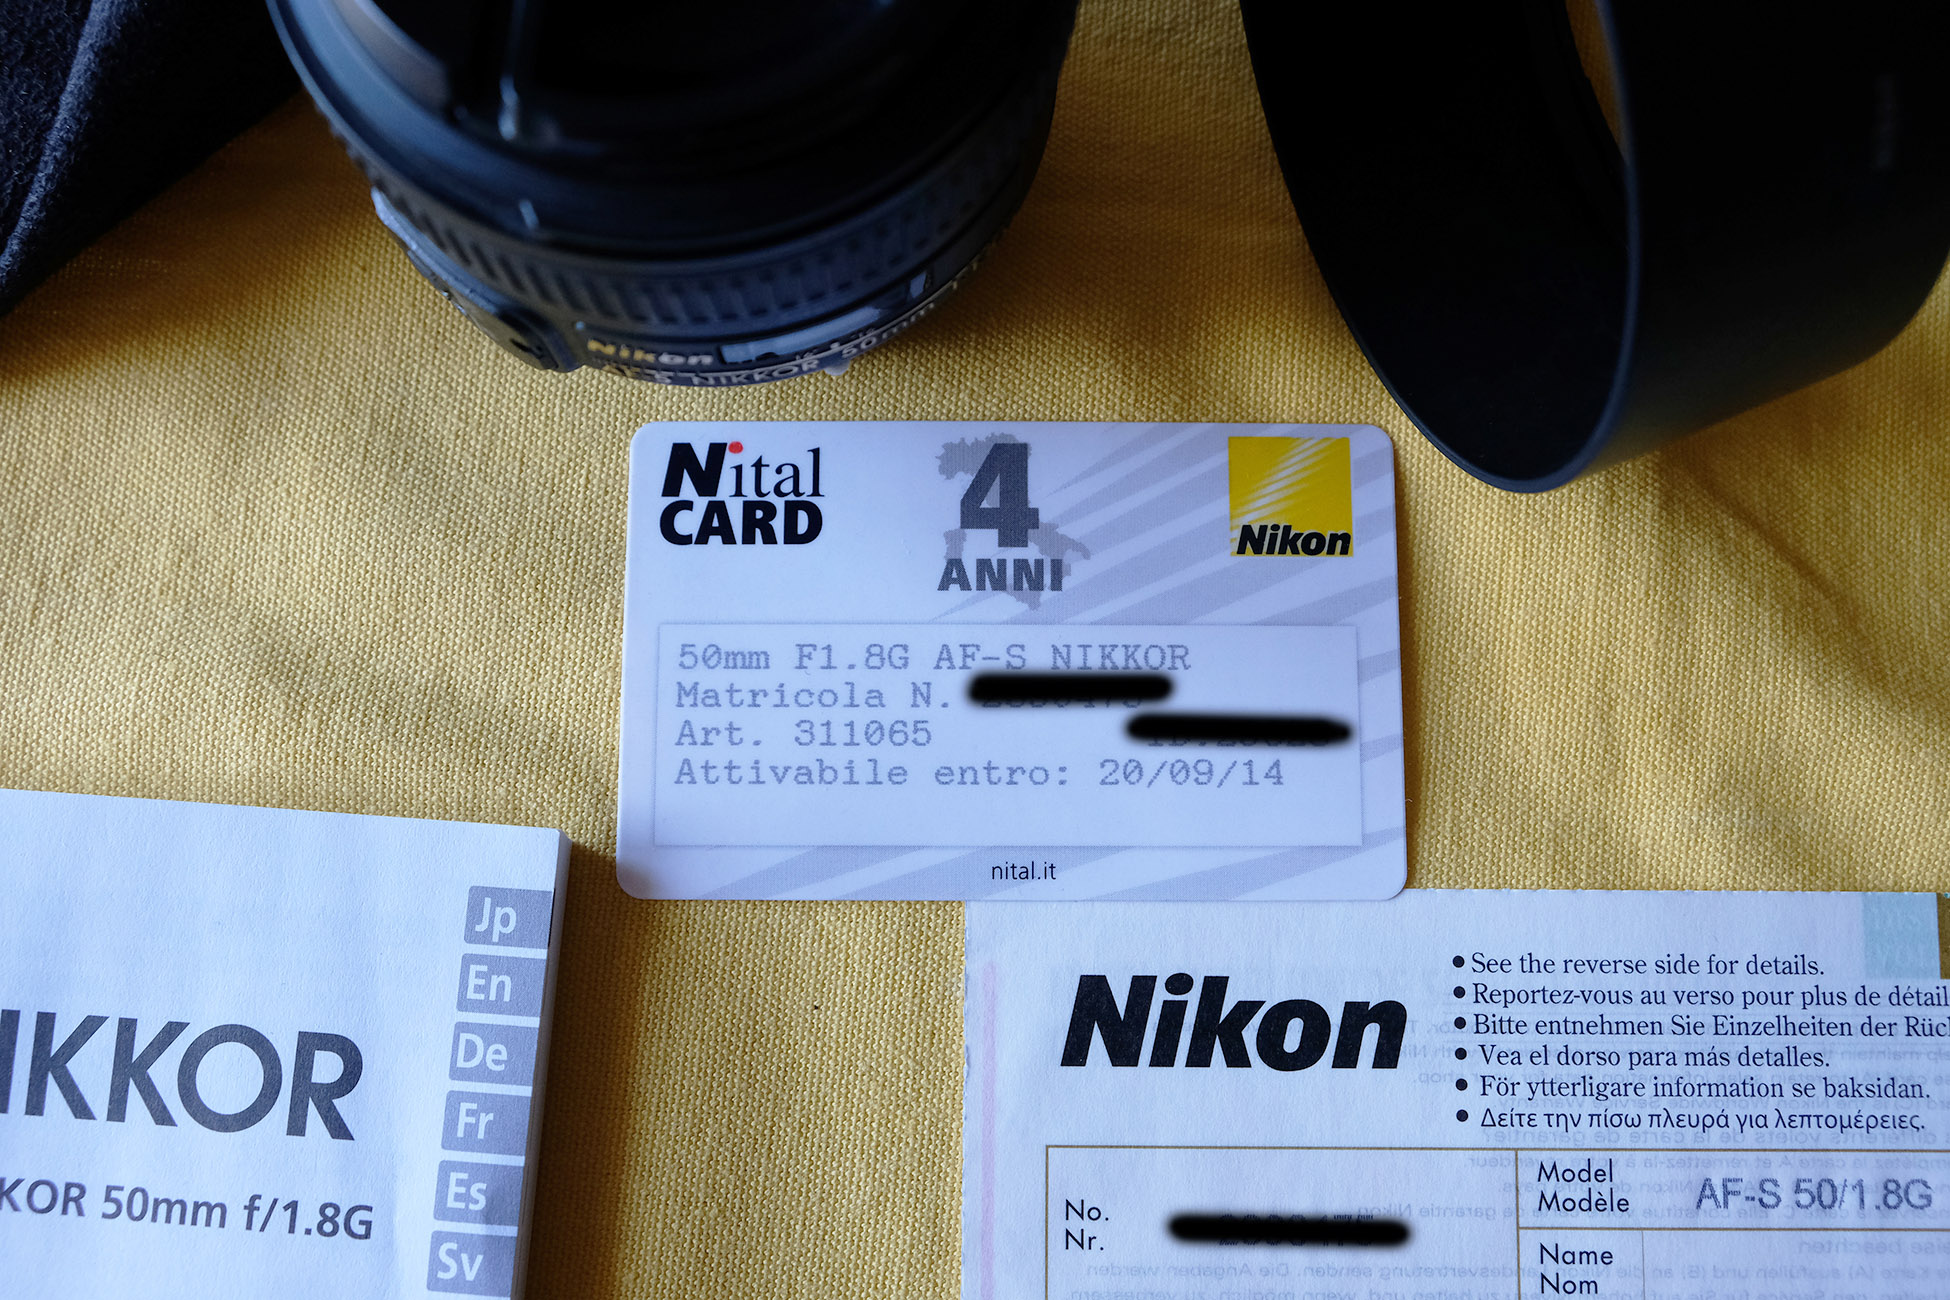 Nikon
AF-S NIKKOR 50mm
Nital
CARD
4
ANNI
Nikon
50mm F1.8G AF-S NIKKOR
Matricola N.
Art. 311065
Attivabile entro: 20/09/14
nital.it
Jp
En
De
Fr
Es
Sv
IKKOR
KOR 50mm f/1.8G
Nikon
• See the reverse side for details.
• Reportez-vous au verso pour plus de détail
• Bitte entnehmen Sie Einzelheiten der Rüc
• Vea el dorso para más detalles.
• För ytterligare information se baksidan.
• Δείτε την πίσω πλευρά για λεπτομέρειες.
No.
Nr.
Model
Modèle
AF-S 50/1.8G
Name
Nom